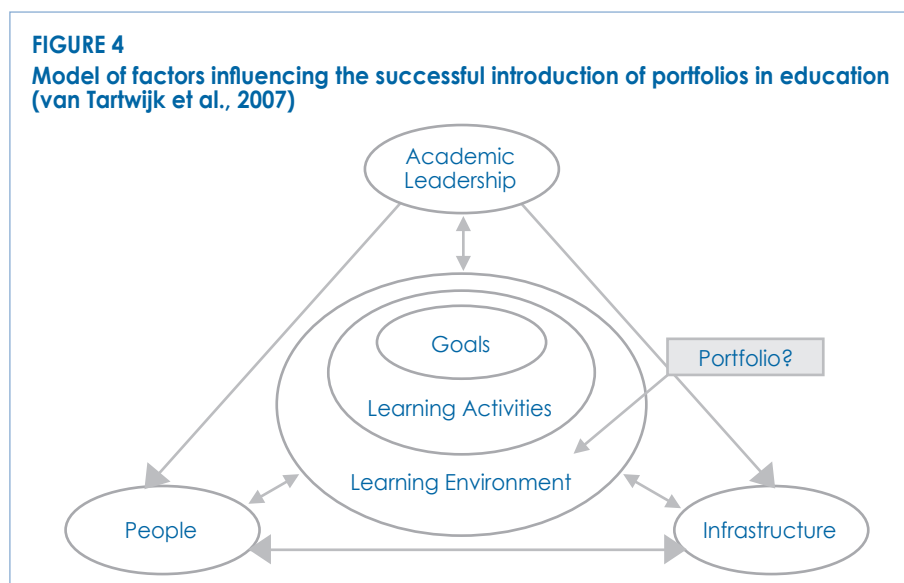 FIGURE 4
Model of factors influencing the successful introduction of portfolios in education
(van Tartwijk et al., 2007)
Academic
Leadership
Goals
Portfolio?
Learning Activities
Learning Environment
People
Infrastructure